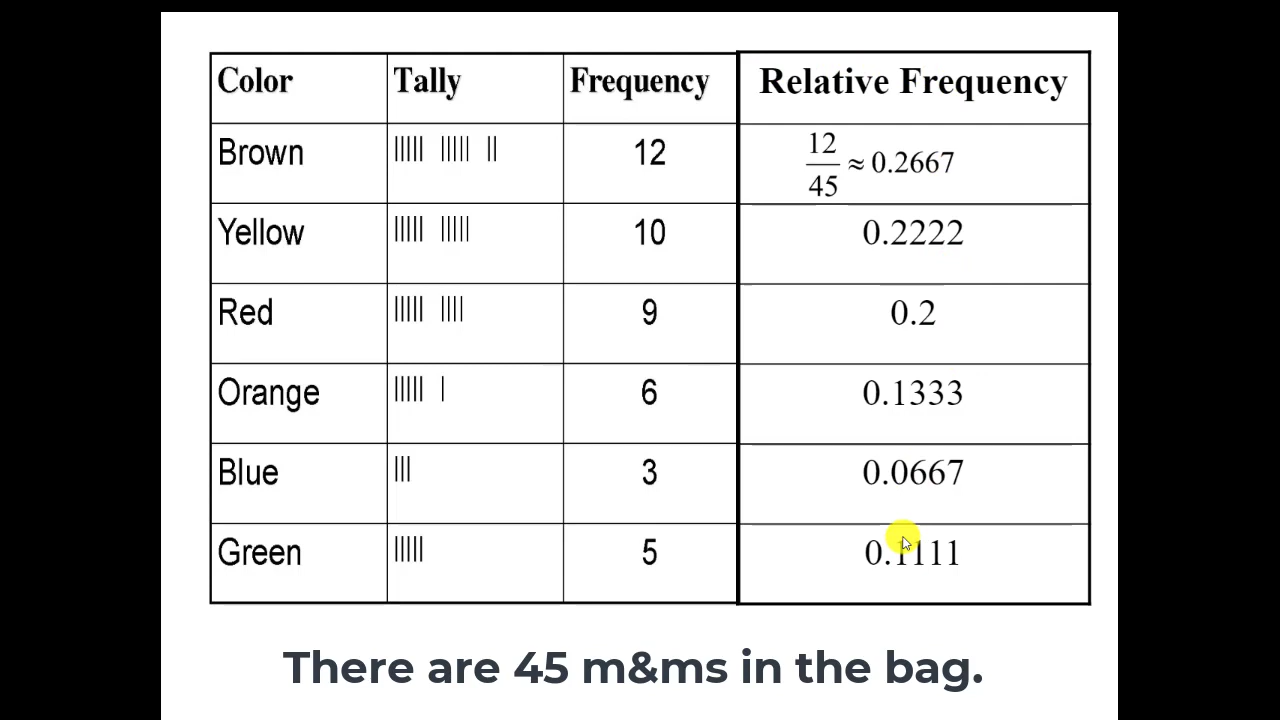 Color Tally Frequency Relative Frequency
Brown ||||| ||||| || 12 12/45 ≈ 0.2667
Yellow ||||| ||||| 10 0.2222
Red ||||| |||| 9 0.2
Orange ||||| | 6 0.1333
Blue ||| 3 0.0667
Green ||||| 5 0.1111
There are 45 m&ms in the bag.